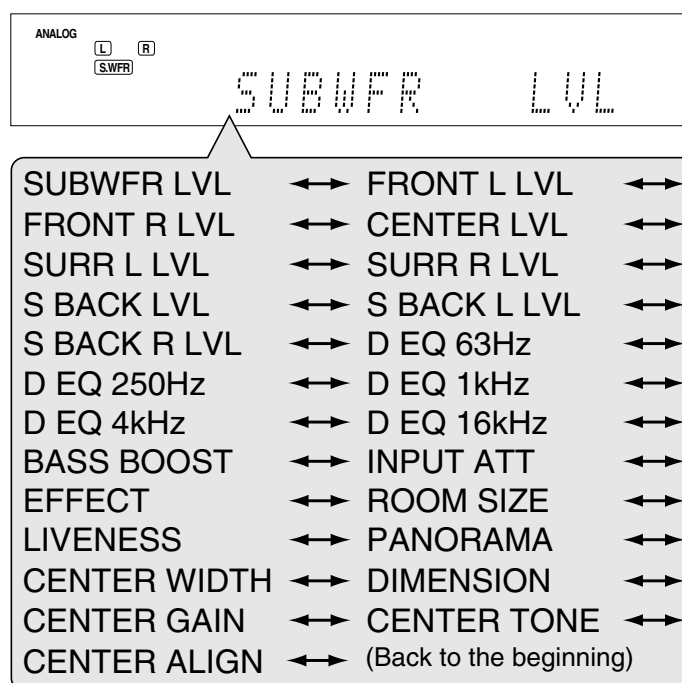 ANALOG
L R
S.WFR
SUBWFR LVL
SUBWFR LVL ↔ FRONT L LVL ↔
FRONT R LVL ↔ CENTER LVL ↔
SURR L LVL ↔ SURR R LVL ↔
S BACK LVL ↔ S BACK L LVL ↔
S BACK R LVL ↔ D EQ 63Hz ↔
D EQ 250Hz ↔ D EQ 1kHz ↔
D EQ 4kHz ↔ D EQ 16kHz ↔
BASS BOOST ↔ INPUT ATT ↔
EFFECT ↔ ROOM SIZE ↔
LIVENESS ↔ PANORAMA ↔
CENTER WIDTH ↔ DIMENSION ↔
CENTER GAIN ↔ CENTER TONE ↔
CENTER ALIGN ↔ (Back to the beginning)